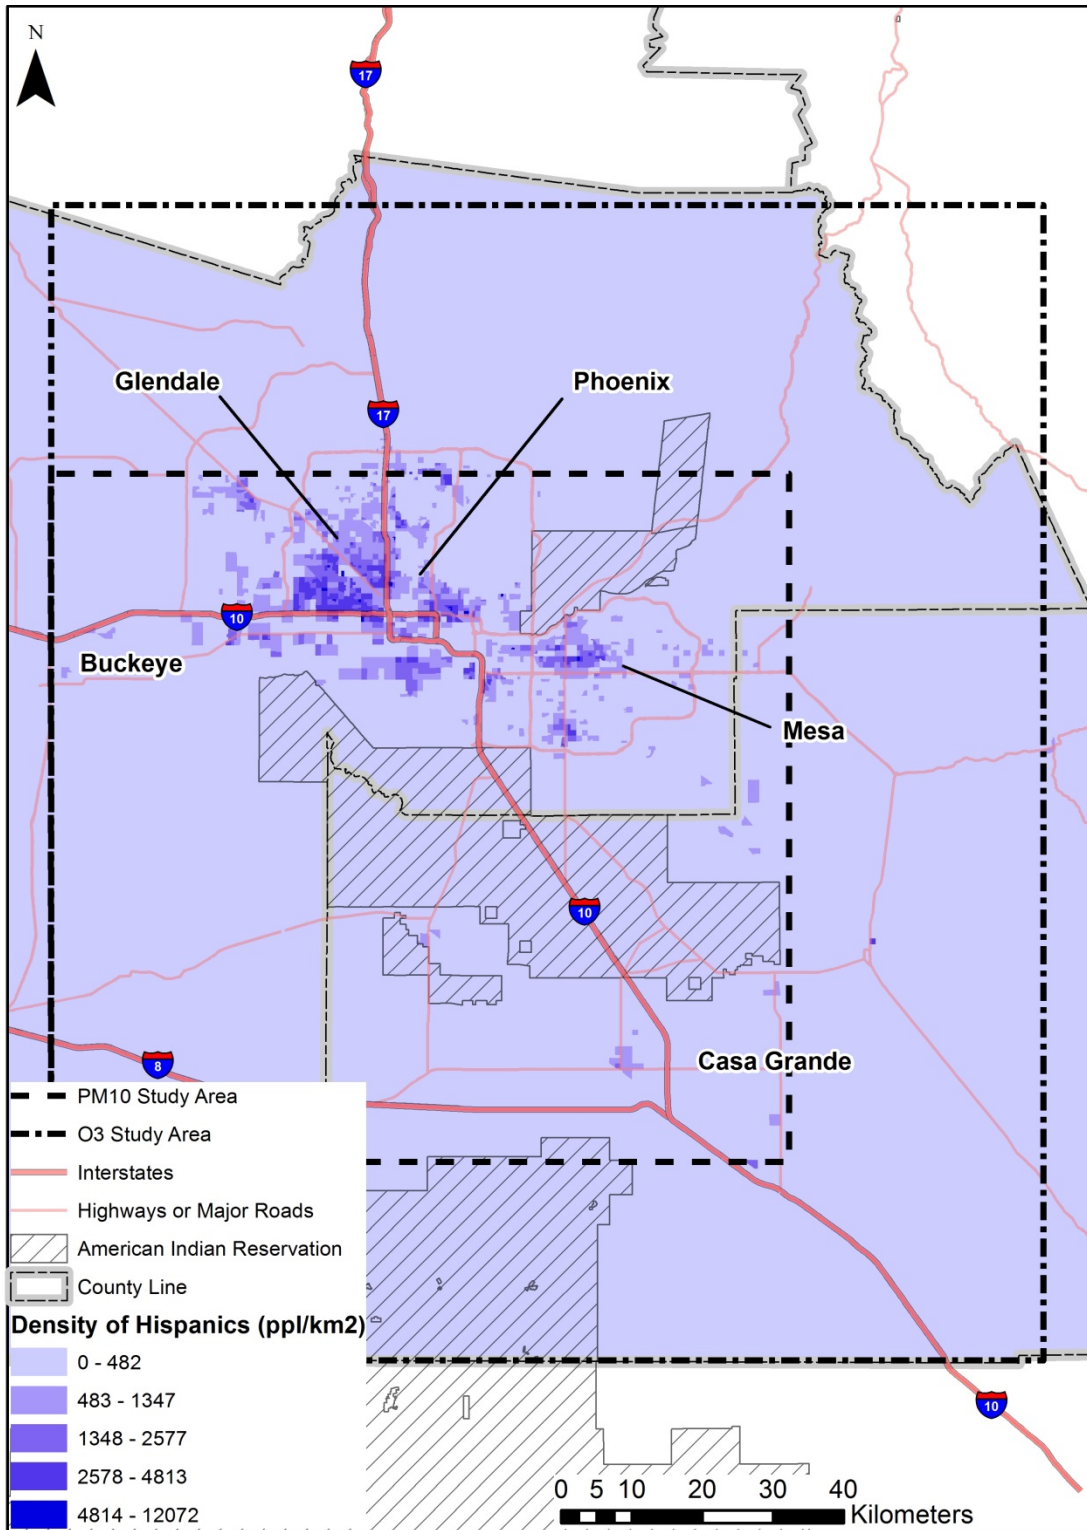 N
17
Glendale
Phoenix
17
10
Buckeye
Mesa
10
Casa Grande
8
PM10 Study Area
O3 Study Area
Interstates
Highways or Major Roads
American Indian Reservation
County Line
Density of Hispanics (ppl/km2)
0 - 482
483 - 1347
1348 - 2577
2578 - 4813
4814 - 12072
10
0 5 10 20 30 40
Kilometers